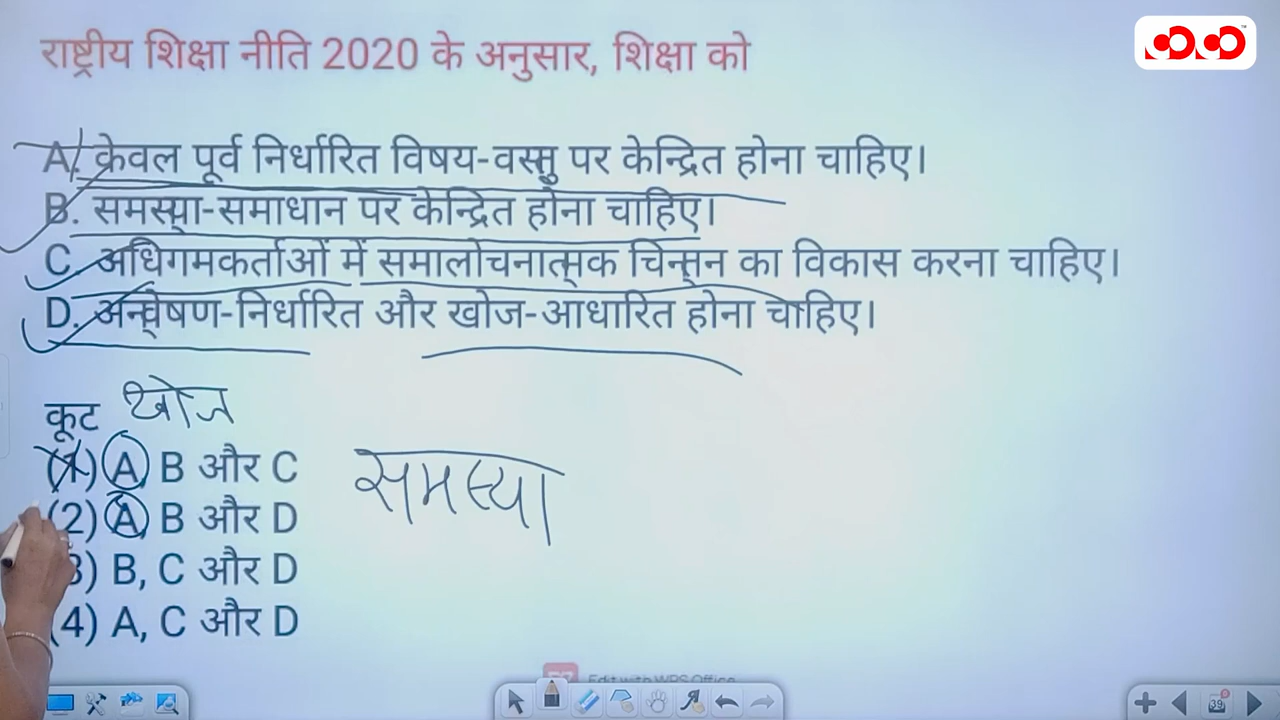 राष्ट्रीय शिक्षा नीति 2020 के अनुसार, शिक्षा को
A. केवल पूर्व निर्धारित विषय-वस्तु पर केन्द्रित होना चाहिए।
B. समस्या-समाधान पर केन्द्रित होना चाहिए।
C. अधिगमकर्ताओं में समालोचनात्मक चिन्तन का विकास करना चाहिए।
D. अन्वेषण-निर्धारित और खोज-आधारित होना चाहिए।
कूट खोज
(1) A, B और C
समस्या
(2) A, B और D
3) B, C और D
(4) A, C और D
Edit with WPS Office
39